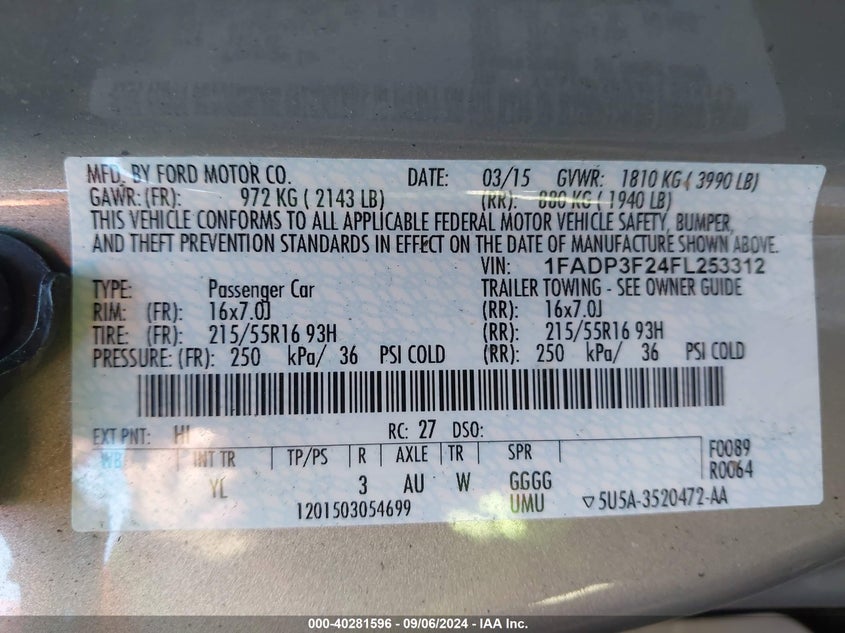 MFD. BY FORD MOTOR CO. DATE: 03/15 GVWR: 1810 KG ( 3990 LB)
GAWR: (FR): 972 KG ( 2143 LB) (RR): 880 KG ( 1940 LB)
THIS VEHICLE CONFORMS TO ALL APPLICABLE FEDERAL MOTOR VEHICLE SAFETY, BUMPER,
AND THEFT PREVENTION STANDARDS IN EFFECT ON THE DATE OF MANUFACTURE SHOWN ABOVE.
VIN: 1FADP3F24FL253312
TYPE: Passenger Car TRAILER TOWING - SEE OWNER GUIDE
RIM: (FR): 16x7.0J (RR): 16x7.0J
TIRE: (FR): 215/55R16 93H (RR): 215/55R16 93H
PRESSURE: (FR): 250 kPa/ 36 PSI COLD (RR): 250 kPa/ 36 PSI COLD
EXT PNT: HI RC: 27 DSO:
WB INT TR TP/PS R AXLE TR SPR F0089
R0064
YL 3 AU W GGGG
1201503054699 UMU ▽5U5A-3520472-AA
000-40281596 - 09/06/2024 - IAA Inc.